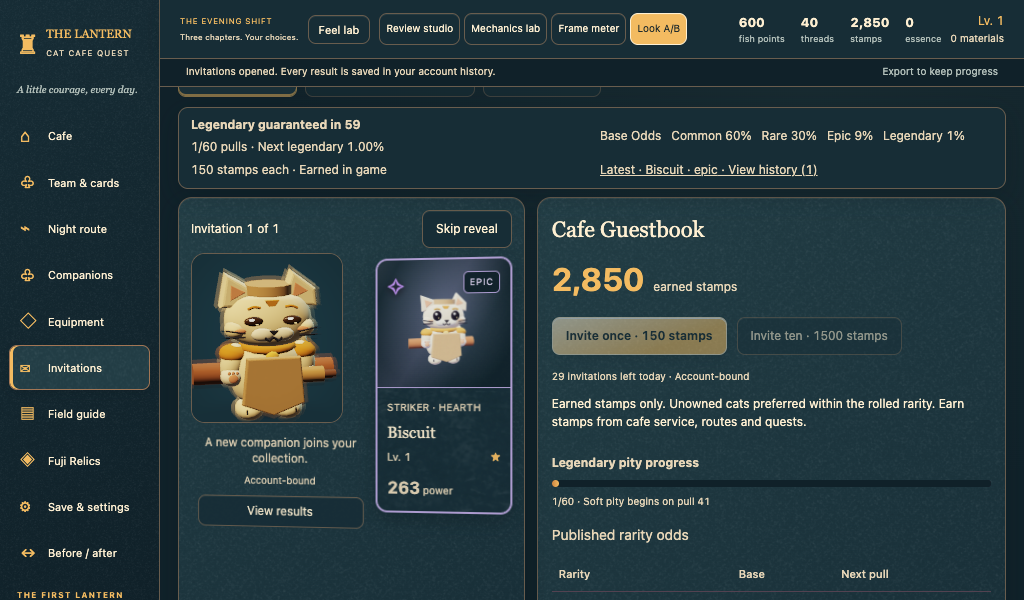 THE LANTERN
CAT CAFE QUEST
A little courage, every day.
Cafe
Team & cards
Night route
Companions
Equipment
Invitations
Field guide
Fuji Relics
Save & settings
Before / after
THE FIRST LANTERN
THE EVENING SHIFT
Three chapters. Your choices.
Feel lab
Review studio
Mechanics lab
Frame meter
Look A/B
600
fish points
40
threads
2,850
stamps
0
essence
Lv. 1
0 materials
Invitations opened. Every result is saved in your account history.
Export to keep progress
Legendary guaranteed in 59
1/60 pulls · Next legendary 1.00%
150 stamps each · Earned in game
Base Odds Common 60% Rare 30% Epic 9% Legendary 1%
Latest · Biscuit · epic · View history (1)
Invitation 1 of 1
Skip reveal
A new companion joins your
collection.
Account-bound
View results
EPIC
STRIKER · HEARTH
Biscuit
Lv. 1
263 power
Cafe Guestbook
2,850 earned stamps
Invite once · 150 stamps
Invite ten · 1500 stamps
29 invitations left today · Account-bound
Earned stamps only. Unowned cats preferred within the rolled rarity. Earn
stamps from cafe service, routes and quests.
Legendary pity progress
1/60 · Soft pity begins on pull 41
Published rarity odds
Rarity Base Next pull